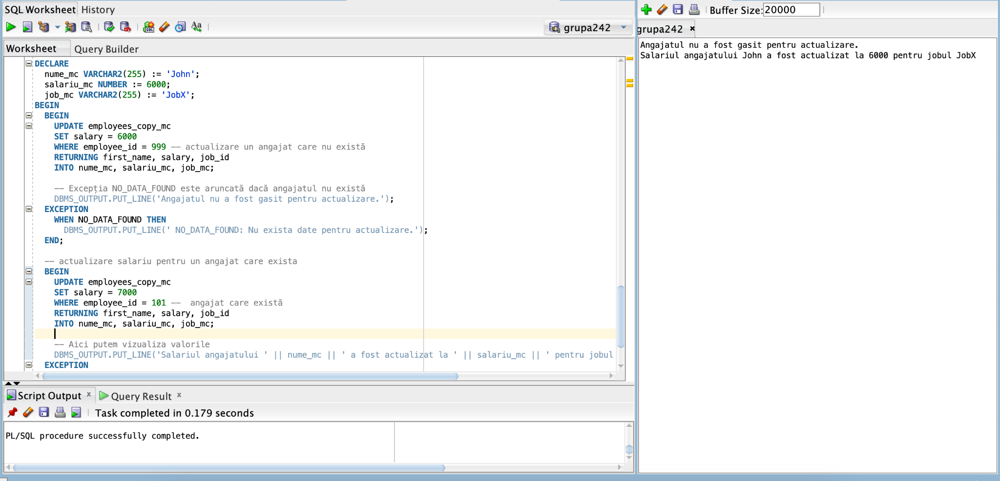 SQL Worksheet History
grupa242
Worksheet Query Builder
DECLARE
nume_mc VARCHAR2(255) := 'John';
salariu_mc NUMBER := 6000;
job_mc VARCHAR2(255) := 'JobX';
BEGIN
BEGIN
UPDATE employees_copy_mc
SET salary = 6000
WHERE employee_id = 999 -- actualizare un angajat care nu există
RETURNING first_name, salary, job_id
INTO nume_mc, salariu_mc, job_mc;
-- Excepția NO_DATA_FOUND este aruncată dacă angajatul nu există
DBMS_OUTPUT.PUT_LINE('Angajatul nu a fost gasit pentru actualizare.');
EXCEPTION
WHEN NO_DATA_FOUND THEN
DBMS_OUTPUT.PUT_LINE(' NO_DATA_FOUND: Nu exista date pentru actualizare.');
END;
-- actualizare salariu pentru un angajat care exista
BEGIN
UPDATE employees_copy_mc
SET salary = 7000
WHERE employee_id = 101 --  angajat care există
RETURNING first_name, salary, job_id
INTO nume_mc, salariu_mc, job_mc;
-- Aici putem vizualiza valorile
DBMS_OUTPUT.PUT_LINE('Salariul angajatului ' || nume_mc || ' a fost actualizat la ' || salariu_mc || ' pentru jobul
EXCEPTION
Script Output x Query Result x
Task completed in 0.179 seconds
PL/SQL procedure successfully completed.
Buffer Size: 20000
grupa242 ×
Angajatul nu a fost gasit pentru actualizare.
Salariul angajatului John a fost actualizat la 6000 pentru jobul JobX